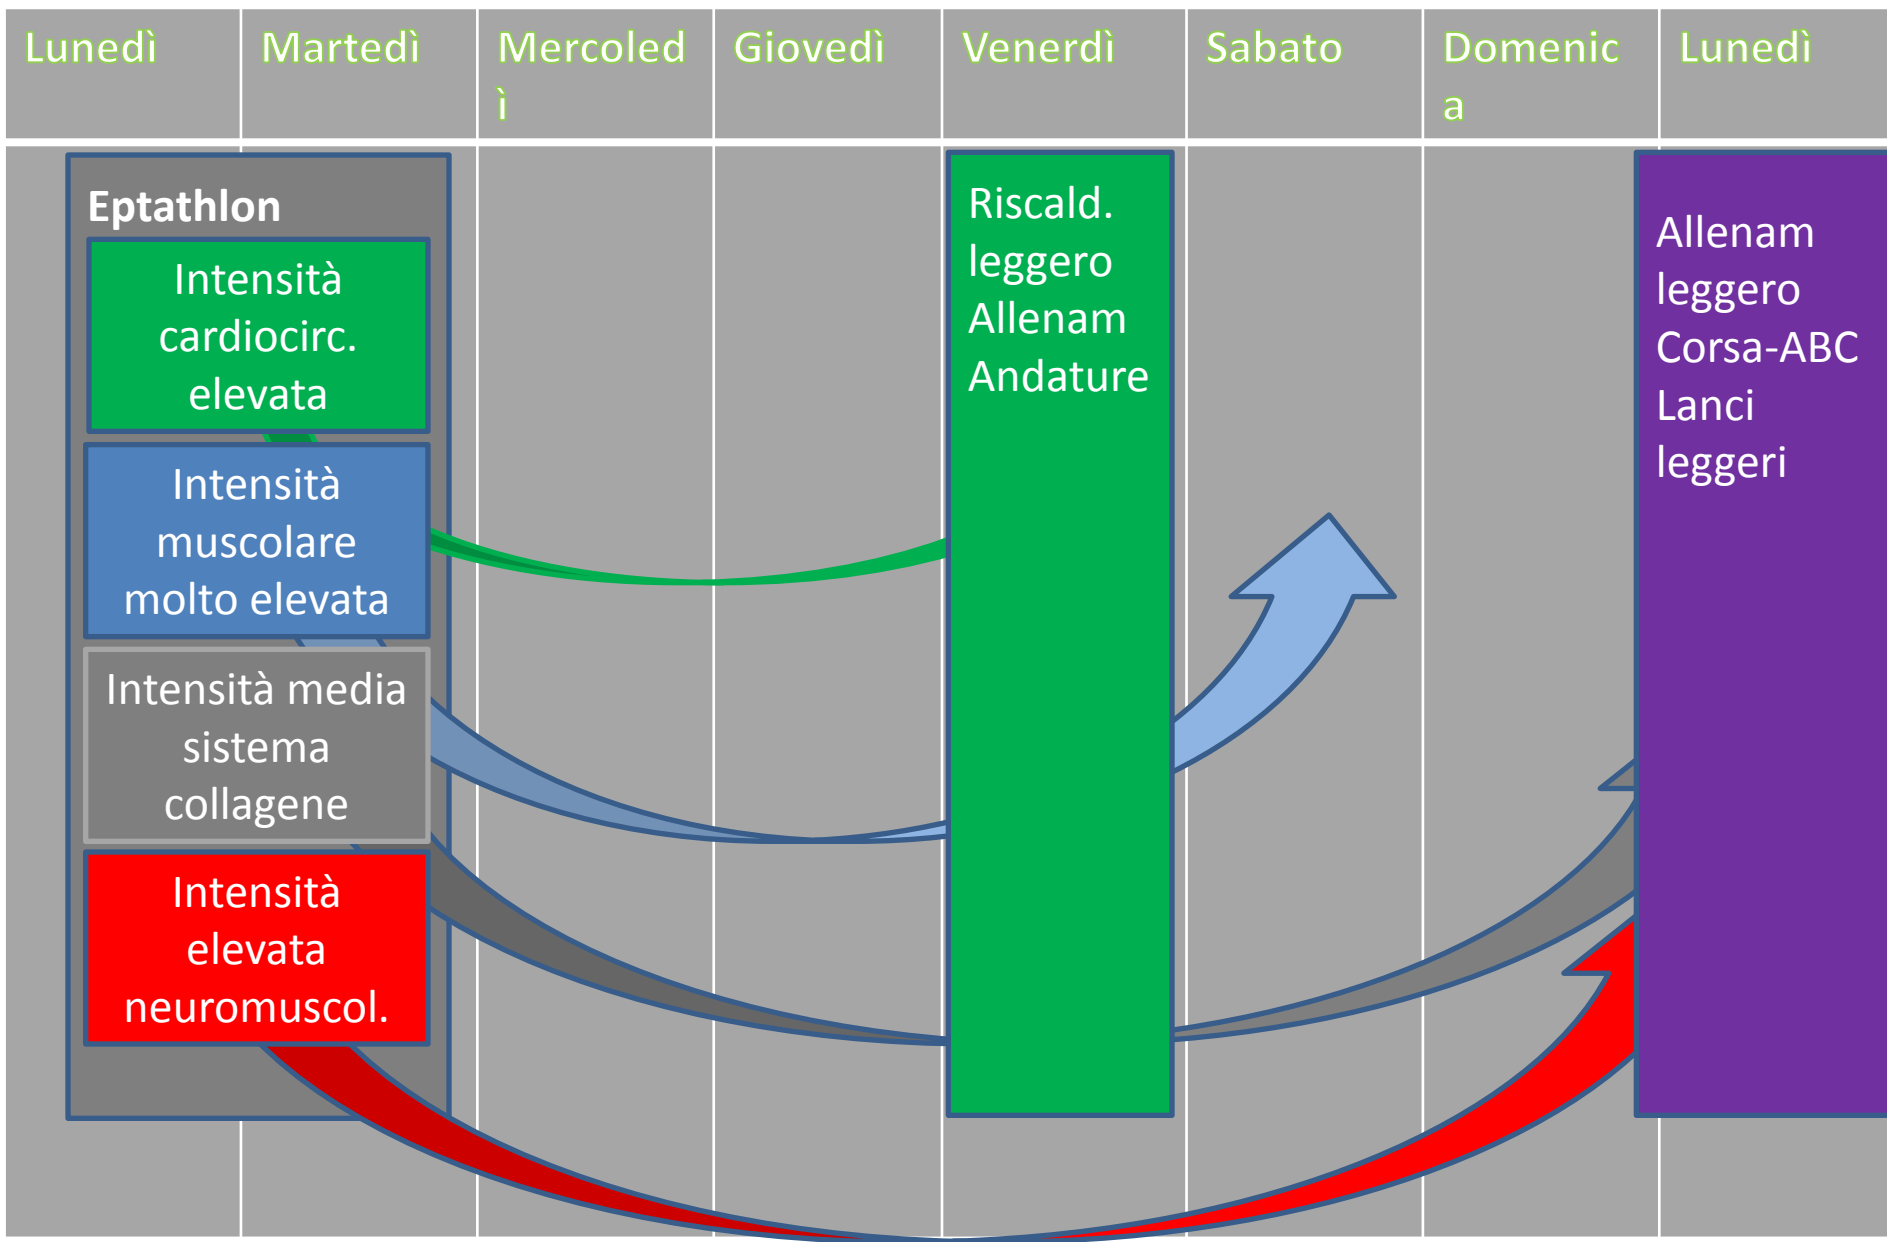 Lunedì
Martedì
Mercoled
ì
Giovedì
Venerdì
Sabato
Domenic
a
Lunedì
Eptathlon
Intensità
cardiocirc.
elevata
Intensità
muscolare
molto elevata
Intensità media
sistema
collagene
Intensità
elevata
neuromuscol.
Riscald.
leggero
Allenam
Andature
Allenam
leggero
Corsa-ABC
Lanci
leggeri